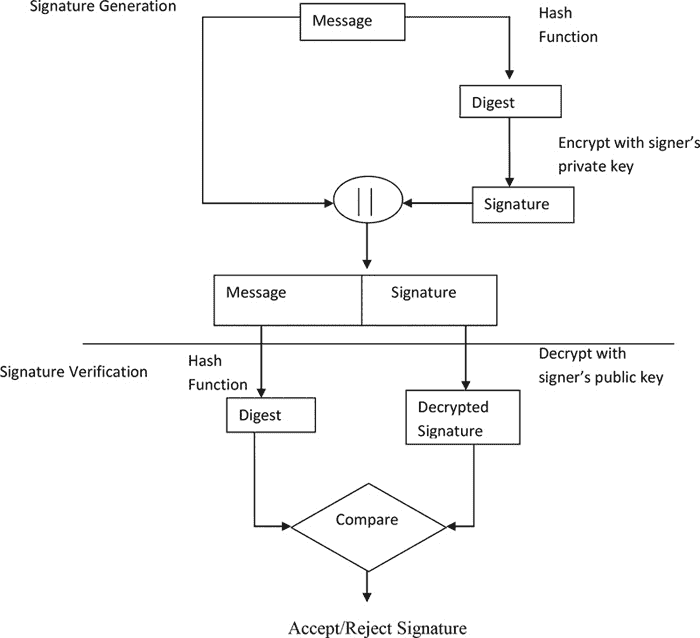 Signature Generation
Message
Hash
Function
Digest
Encrypt with signer’s
private key
||
Signature
Message
Signature
Signature Verification
Hash
Function
Decrypt with
signer’s public key
Digest
Decrypted
Signature
Compare
Accept/Reject Signature